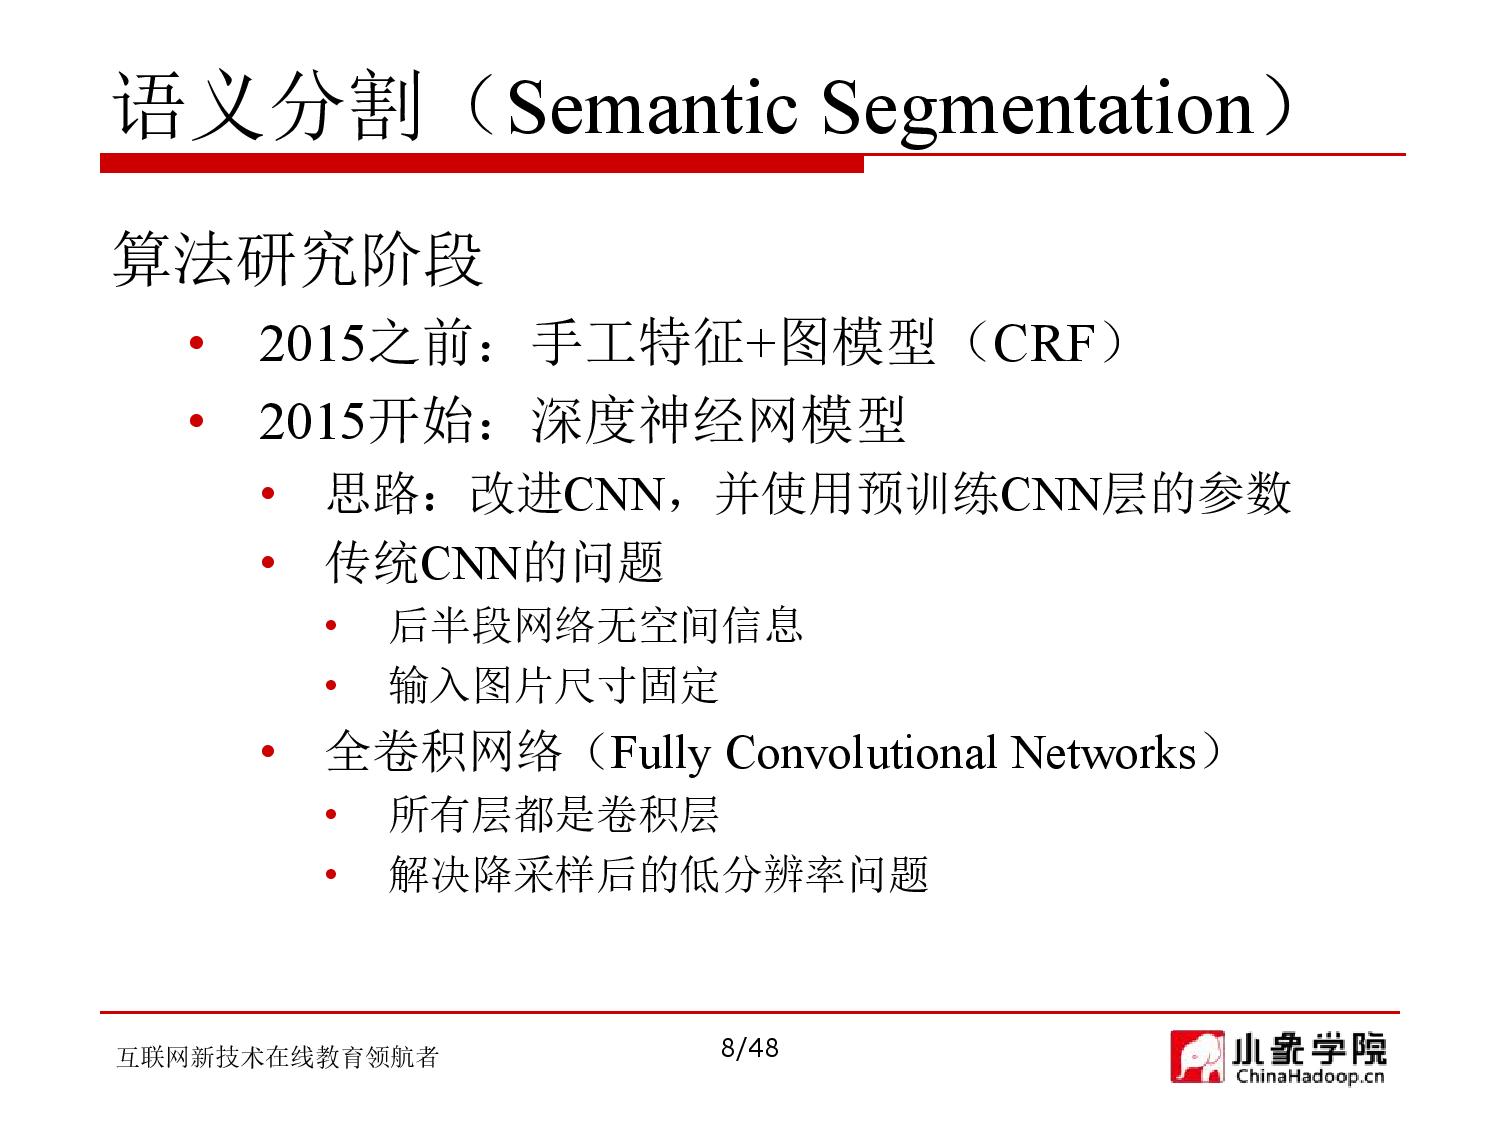 语义分割（Semantic Segmentation）
算法研究阶段
• 2015之前：手工特征+图模型（CRF）
• 2015开始：深度神经网模型
• 思路：改进CNN，并使用预训练CNN层的参数
• 传统CNN的问题
• 后半段网络无空间信息
• 输入图片尺寸固定
• 全卷积网络（Fully Convolutional Networks）
• 所有层都是卷积层
• 解决降采样后的低分辨率问题
互联网新技术在线教育领航者
8/48
小象学院
ChinaHadoop.cn